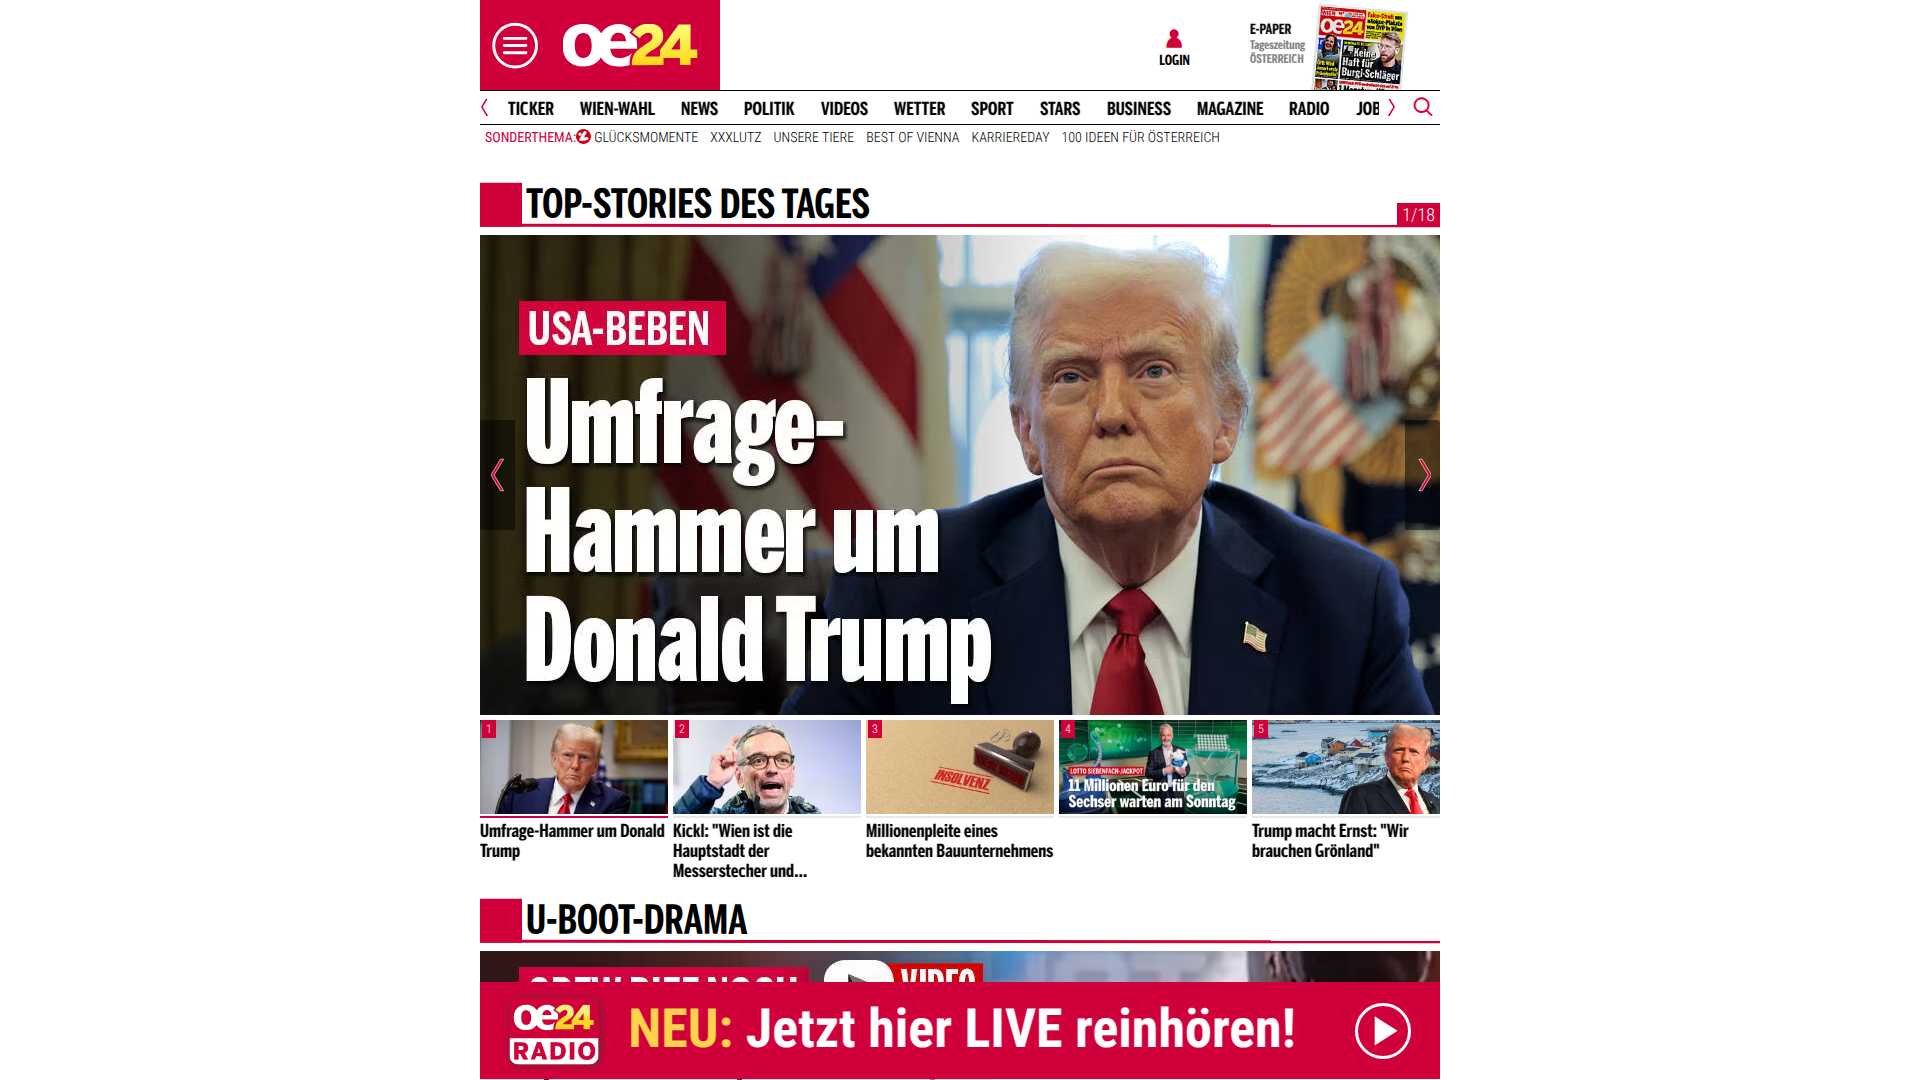 oe24
LOGIN
E-PAPER
Tageszeitung
ÖSTERREICH
oe24
Keine
Haft für
Burgi-Schläger
TICKER WIEN-WAHL NEWS POLITIK VIDEOS WETTER SPORT STARS BUSINESS MAGAZINE RADIO JOB
SONDERTHEMA: GLÜCKSMOMENTE XXXLUTZ UNSERE TIERE BEST OF VIENNA KARRIEREDAY 100 IDEEN FÜR ÖSTERREICH
TOP-STORIES DES TAGES
1/18
USA-BEBEN
Umfrage-
Hammer um
Donald Trump
1
2
3
4
5
INSOLVENZ
LOTTO SIEBENFACH-JACKPOT
11 Millionen Euro für den
Sechser warten am Sonntag
Umfrage-Hammer um Donald
Trump
Kickl: "Wien ist die
Hauptstadt der
Messerstecher und...
Millionenpleite eines
bekannten Bauunternehmens
Trump macht Ernst: "Wir
brauchen Grönland"
U-BOOT-DRAMA
VIDEO
oe24
RADIO
NEU: Jetzt hier LIVE reinhören!